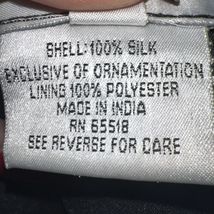 SHELL: 100% SILK
EXCLUSIVE OF ORNAMENTATION
LINING 100% POLYESTER
MADE IN INDIA
RN 65518
SEE REVERSE FOR CARE